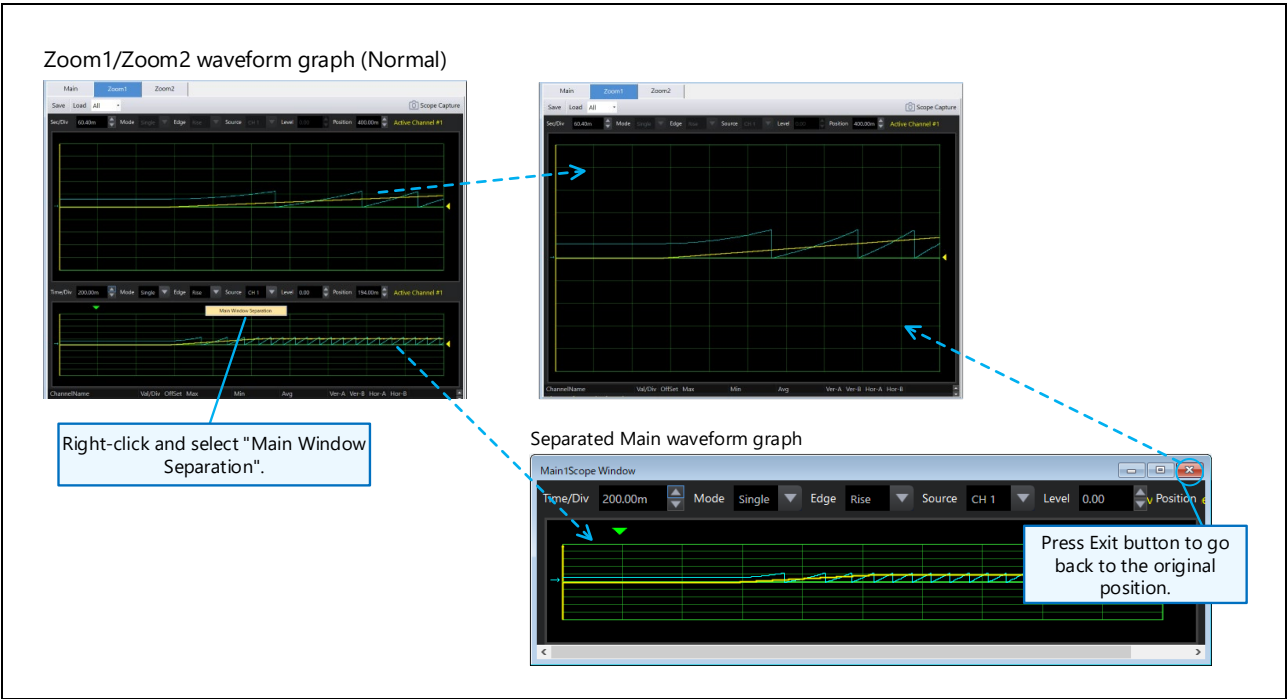 Zoom1/Zoom2 waveform graph (Normal)
Main Zoom1 Zoom2
Save Load All Scope Capture
Sec/Div 60.40m Mode Single Edge Rise Source CH 1 Level 0.00 Position 400.00m Active Channel #1
Time/Div 200.00m Mode Single Edge Rise Source CH 1 Level 0.00 Position 194.00m Active Channel #1
Main Window Separation
ChannelName Val/Div OffSet Max Min Avg Ver-A Ver-B Hor-A Hor-B
Right-click and select "Main Window
Separation".
Main Zoom1 Zoom2
Save Load All Scope Capture
Sec/Div 60.40m Mode Single Edge Rise Source CH 1 Level 0.00 Position 400.00m Active Channel #1
ChannelName Val/Div OffSet Max Min Avg Ver-A Ver-B Hor-A Hor-B
Separated Main waveform graph
Main1Scope Window
Time/Div 200.00m Mode Single Edge Rise Source CH 1 Level 0.00 Position
Press Exit button to go
back to the original
position.